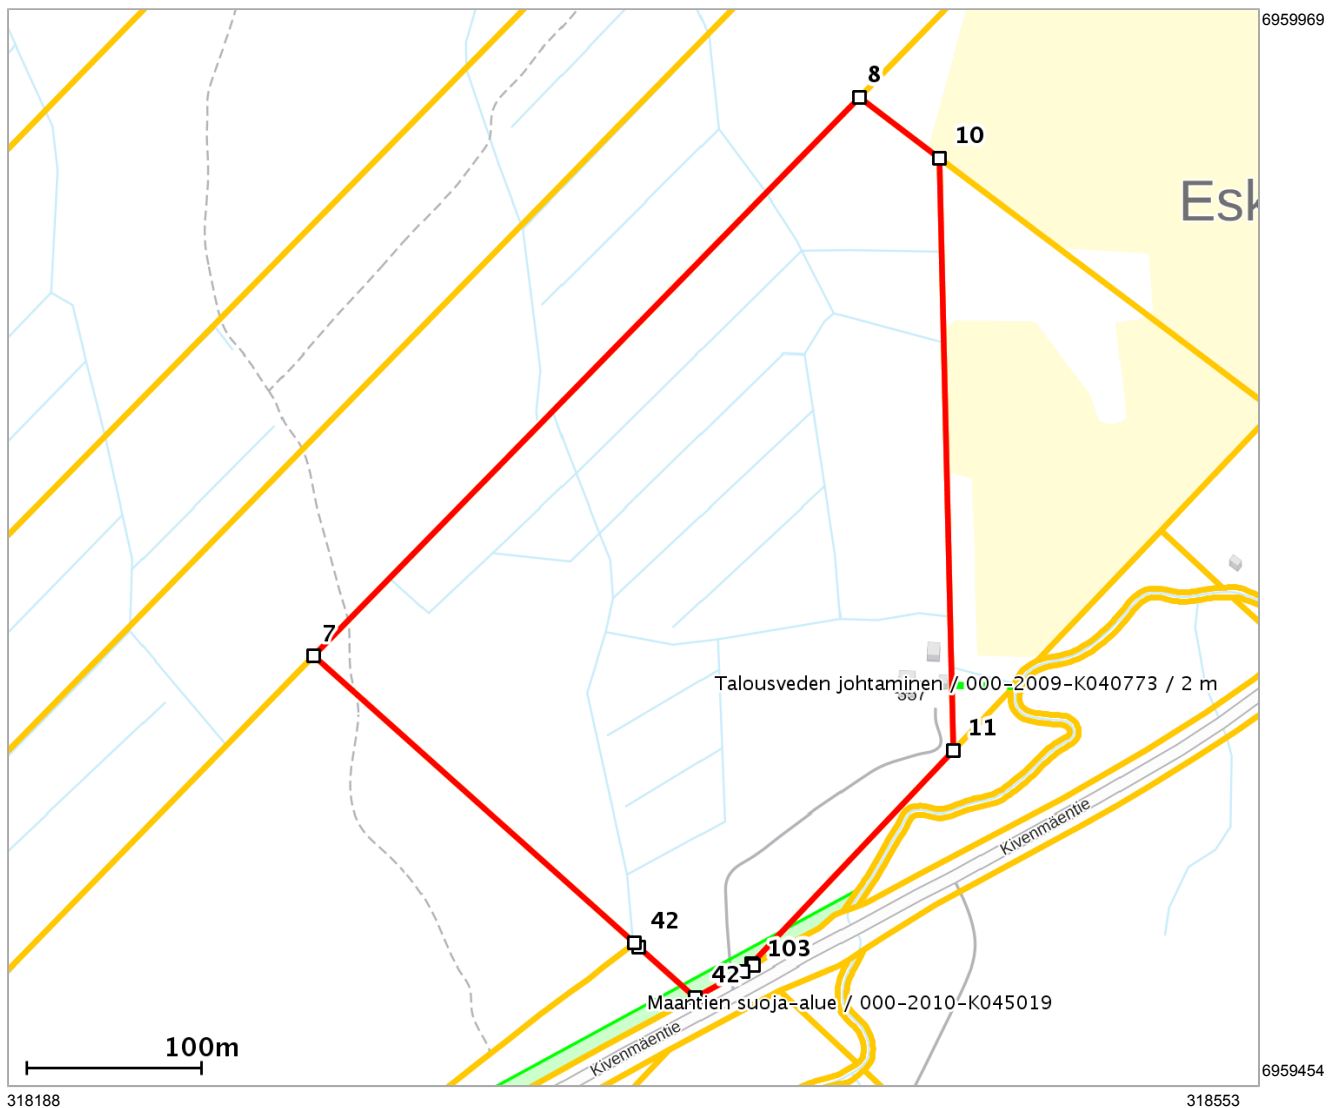 6959969
8
10
Esk
7
Talousveden johtaminen / 000-2009-K040773 / 2 m
11
Kivenmäentie
42
103
42
Maantien suoja-alue / 000-2010-K045019
Kivenmäentie
100m
6959454
318188
318553